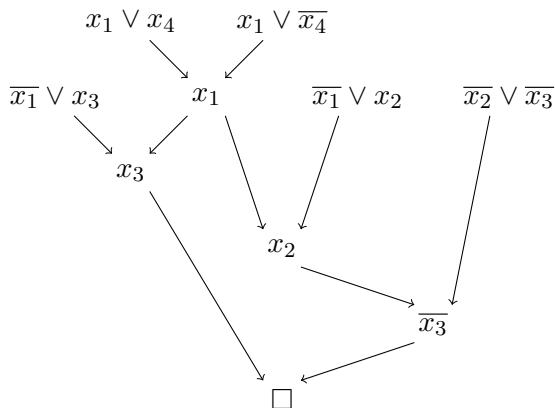 x₁ ∨ x₄ x₁ ∨ x̅₄
x̅₁ ∨ x₃ x₁ x̅₁ ∨ x₂ x̅₂ ∨ x̅₃
x₃
x₂
x̅₃
□